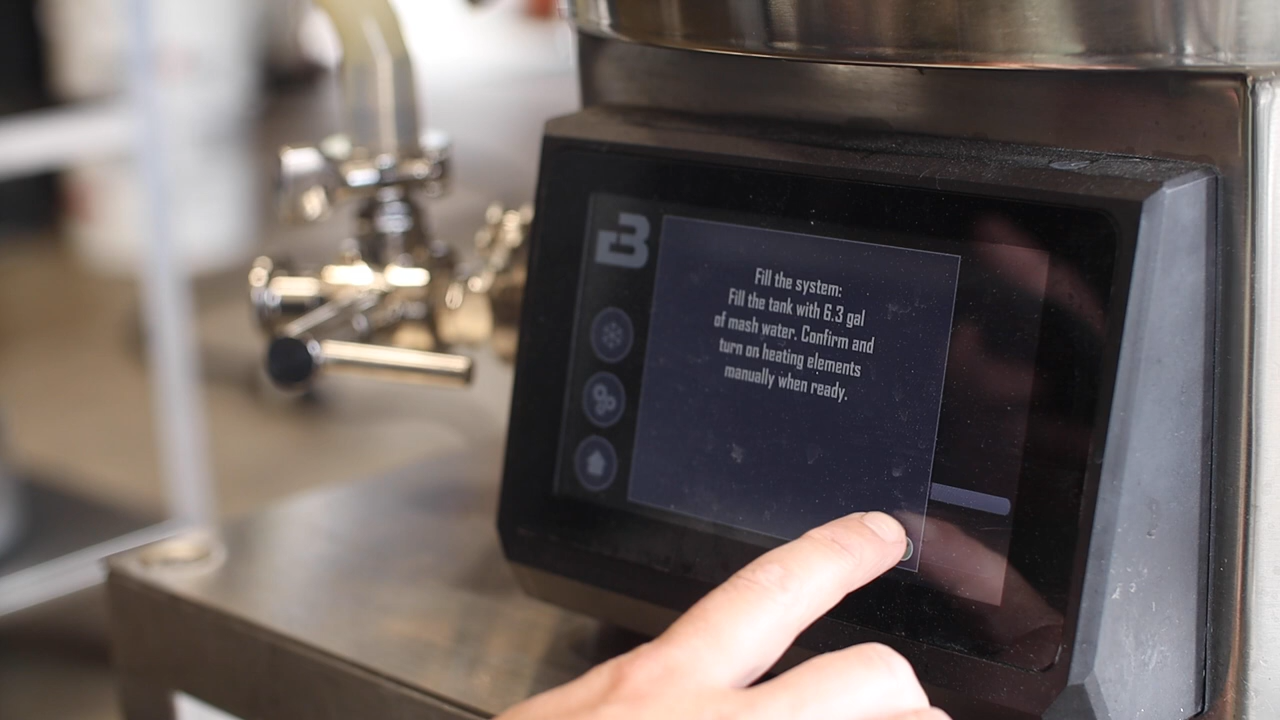 Fill the system:
Fill the tank with 6.3 gal
of mash water. Confirm and
turn on heating elements
manually when ready.